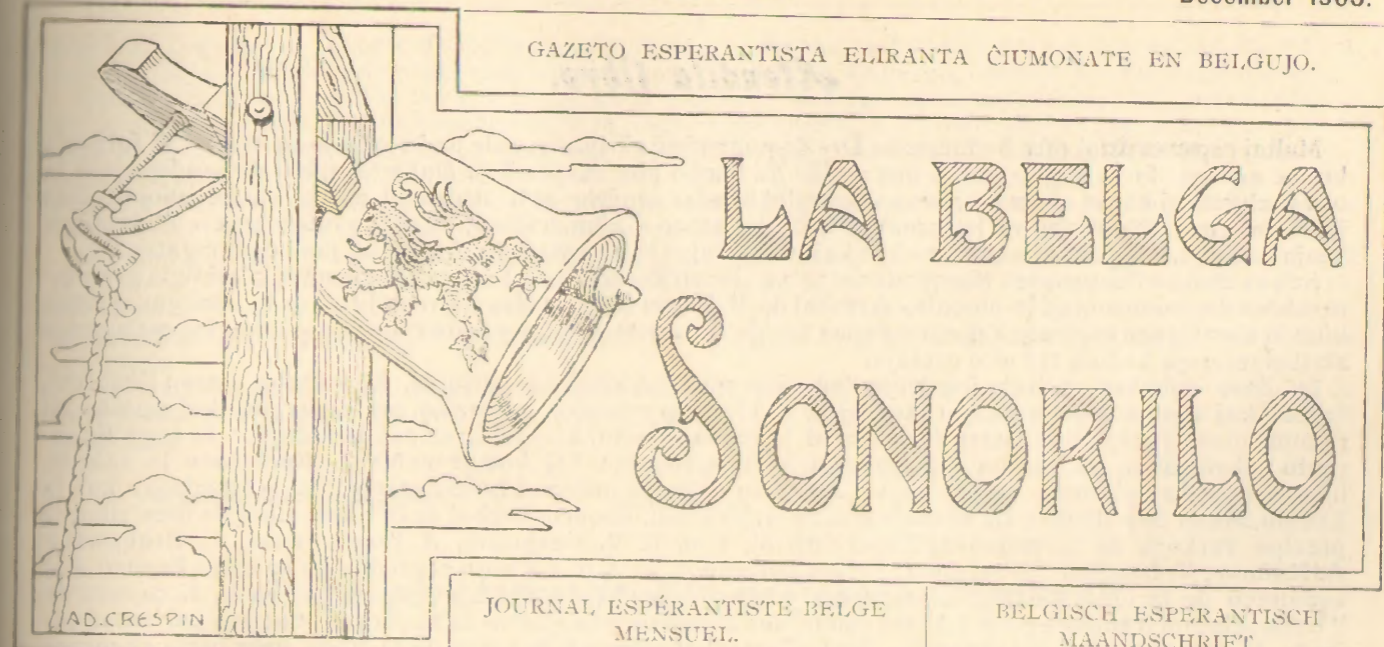 December
GAZETO ESPERANTISTA ELIRANTA ĈIUMONATE EN BELGUJO.
LA BELGA
SONORILO
AD.CRESPIN
JOURNAL ESPÉRANTISTE BELGE
MENSUEL.
BELGISCH ESPERANTISCH
MAANDSCHRIFT